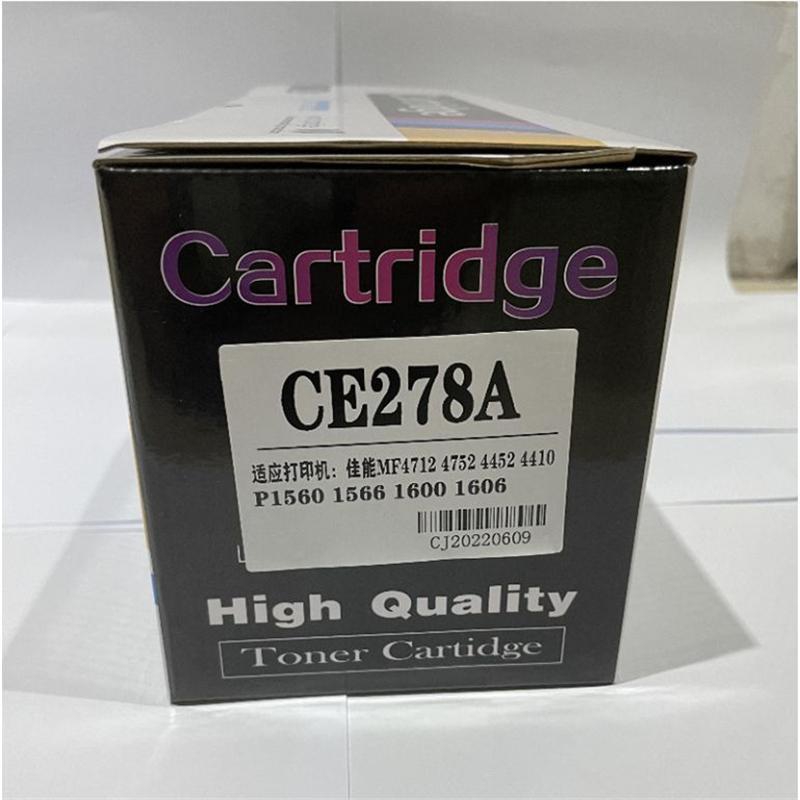 Cartridge
CE278A
适应打印机：佳能MF4712 4752 4452 4410
P1560 1566 1600 1606
CJ20220609
High Quality
Toner Cartidge